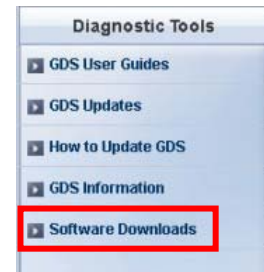 Diagnostic Tools
GDS User Guides
GDS Updates
How to Update GDS
GDS Information
Software Downloads